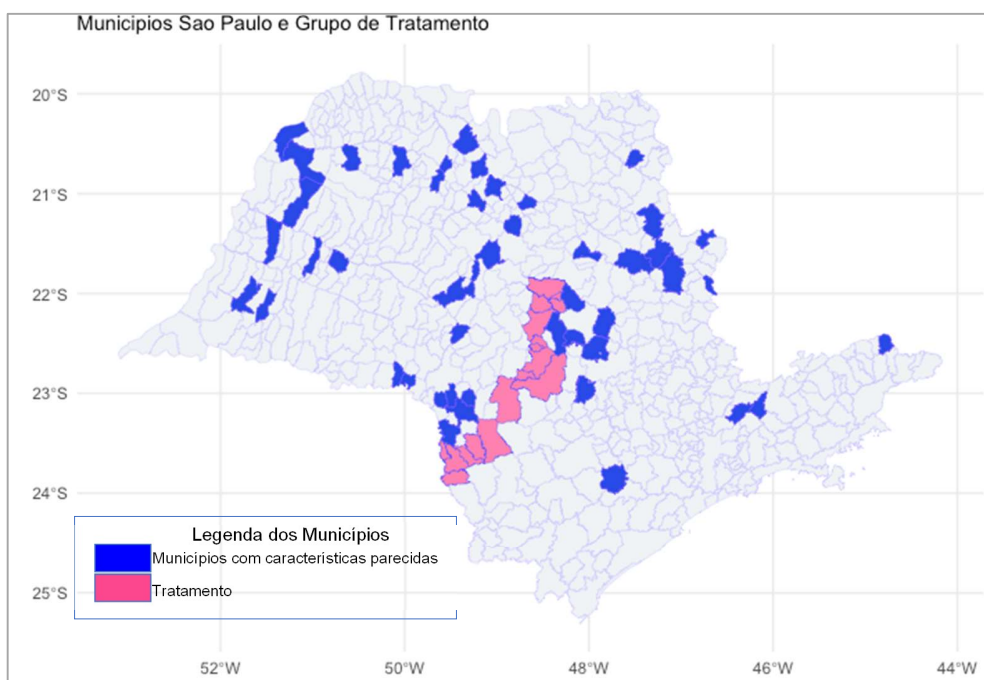 Municipios Sao Paulo e Grupo de Tratamento
20°S
21°S
22°S
23°S
24°S
25°S
Legenda dos Municípios
Municípios com características parecidas
Tratamento
52°W 50°W 48°W 46°W 44°W